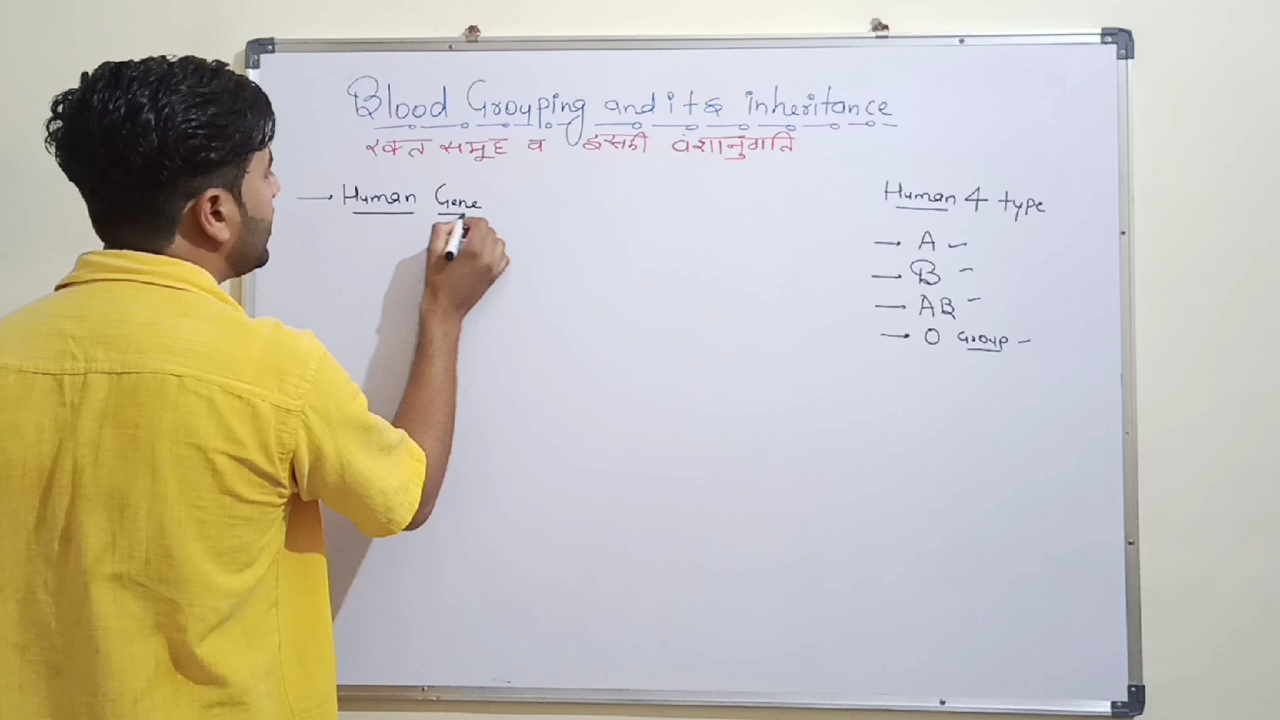 Blood Grouping and its inheritance
रक्त समूह व इसकी वंशानुगति
→ Human Gene
Human 4 type
→ A
→ B
→ AB
→ O Group